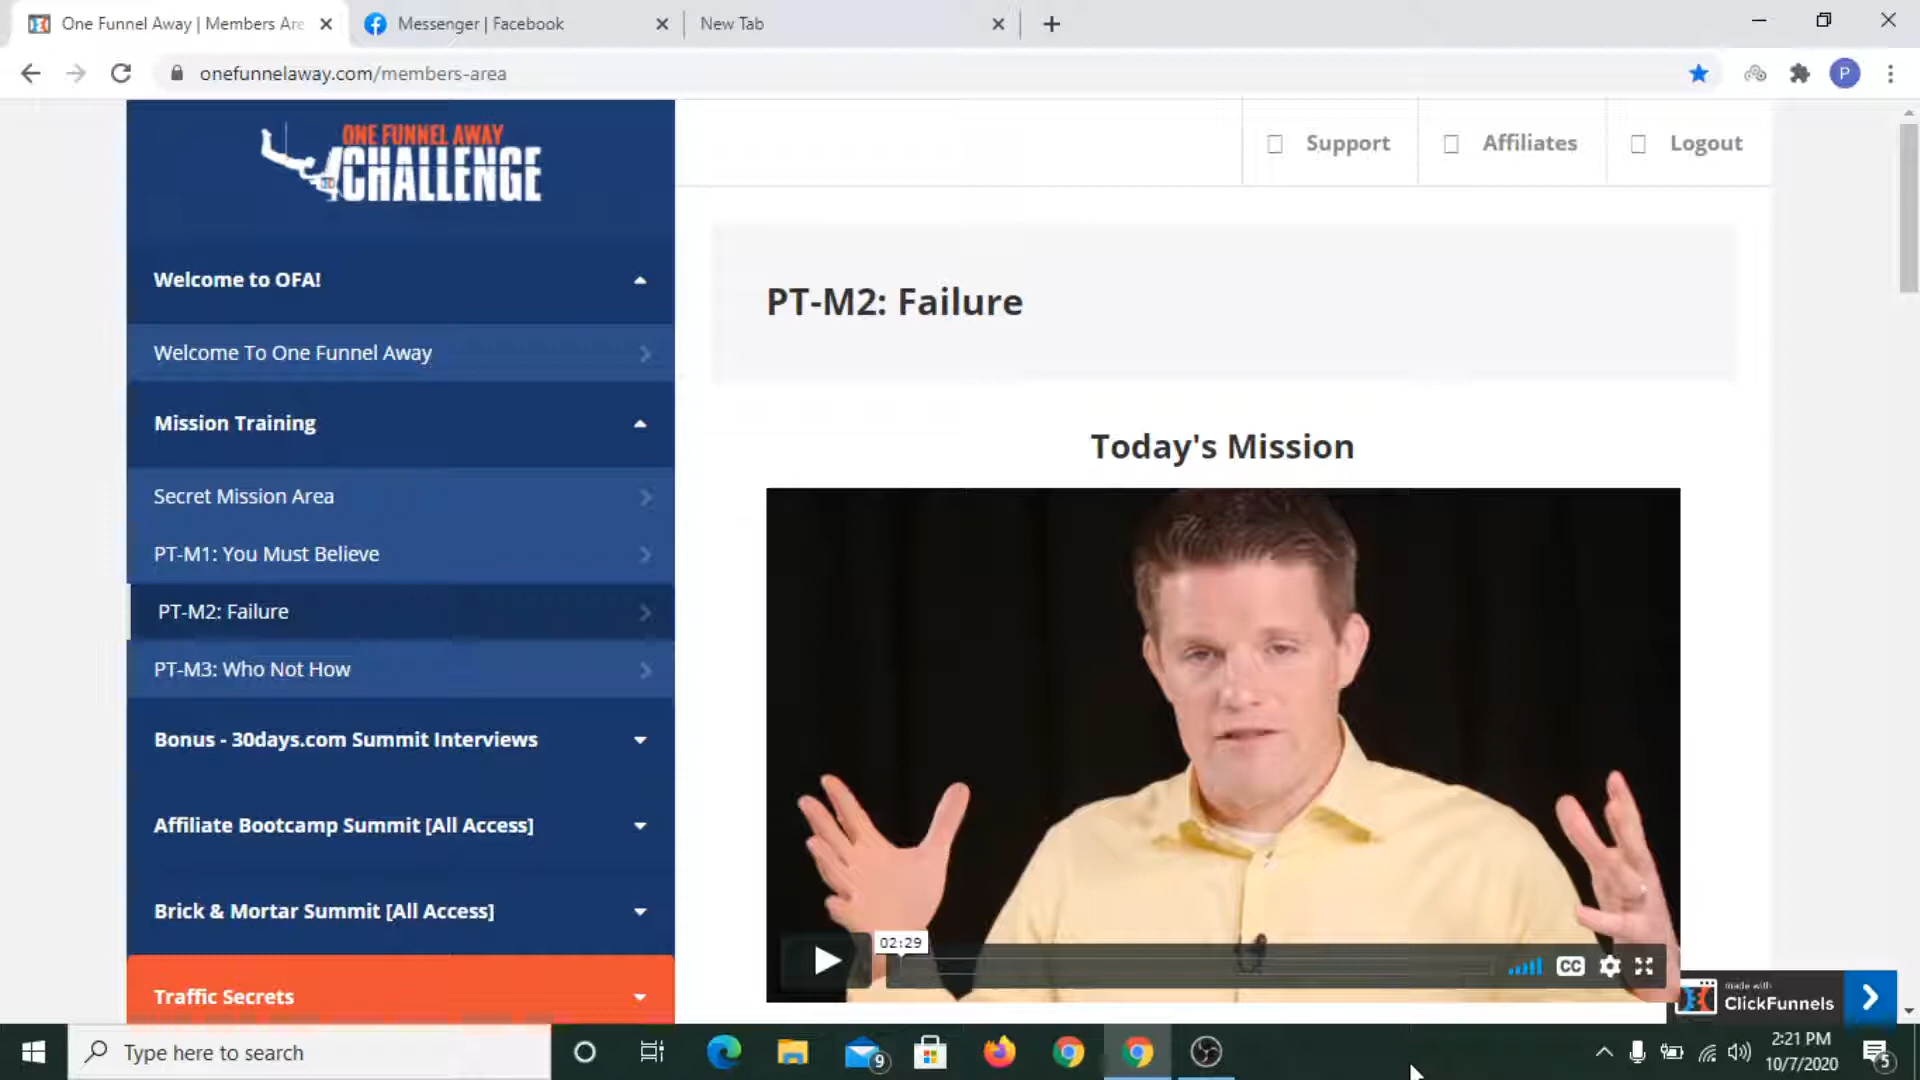 One Funnel Away | Members Are
Messenger | Facebook
New Tab
onefunnelaway.com/members-area
P
ONE FUNNEL AWAY
CHALLENGE
Support
Affiliates
Logout
Welcome to OFA!
Welcome To One Funnel Away
Mission Training
Secret Mission Area
PT-M1: You Must Believe
PT-M2: Failure
PT-M3: Who Not How
Bonus - 30days.com Summit Interviews
Affiliate Bootcamp Summit [All Access]
Brick & Mortar Summit [All Access]
Traffic Secrets
PT-M2: Failure
Today's Mission
02:29
CC
made with
ClickFunnels
Type here to search
9
2:21 PM
10/7/2020
5